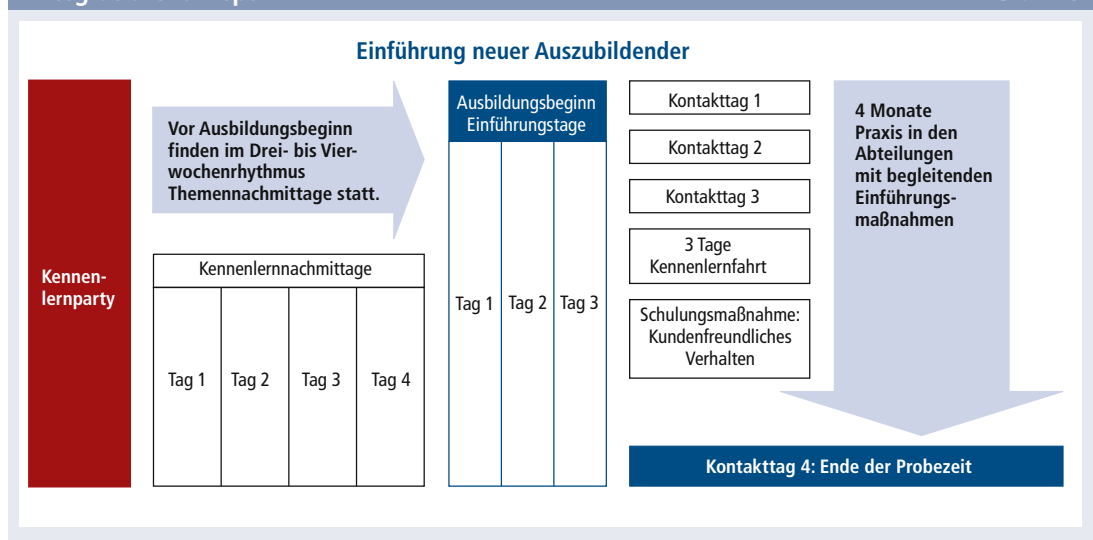 Einführung neuer Auszubildender
Kennen-
lernparty
Vor Ausbildungsbeginn
finden im Drei- bis Vier-
wochenrhythmus
Themennachmittage statt.
Kennenlernnachmittage
Tag 1
Tag 2
Tag 3
Tag 4
Ausbildungsbeginn
Einführungstage
Tag 1
Tag 2
Tag 3
Kontakttag 1
Kontakttag 2
Kontakttag 3
3 Tage
Kennenlernfahrt
Schulungsmaßnahme:
Kundenfreundliches
Verhalten
4 Monate
Praxis in den
Abteilungen
mit begleitenden
Einführungs-
maßnahmen
Kontakttag 4: Ende der Probezeit